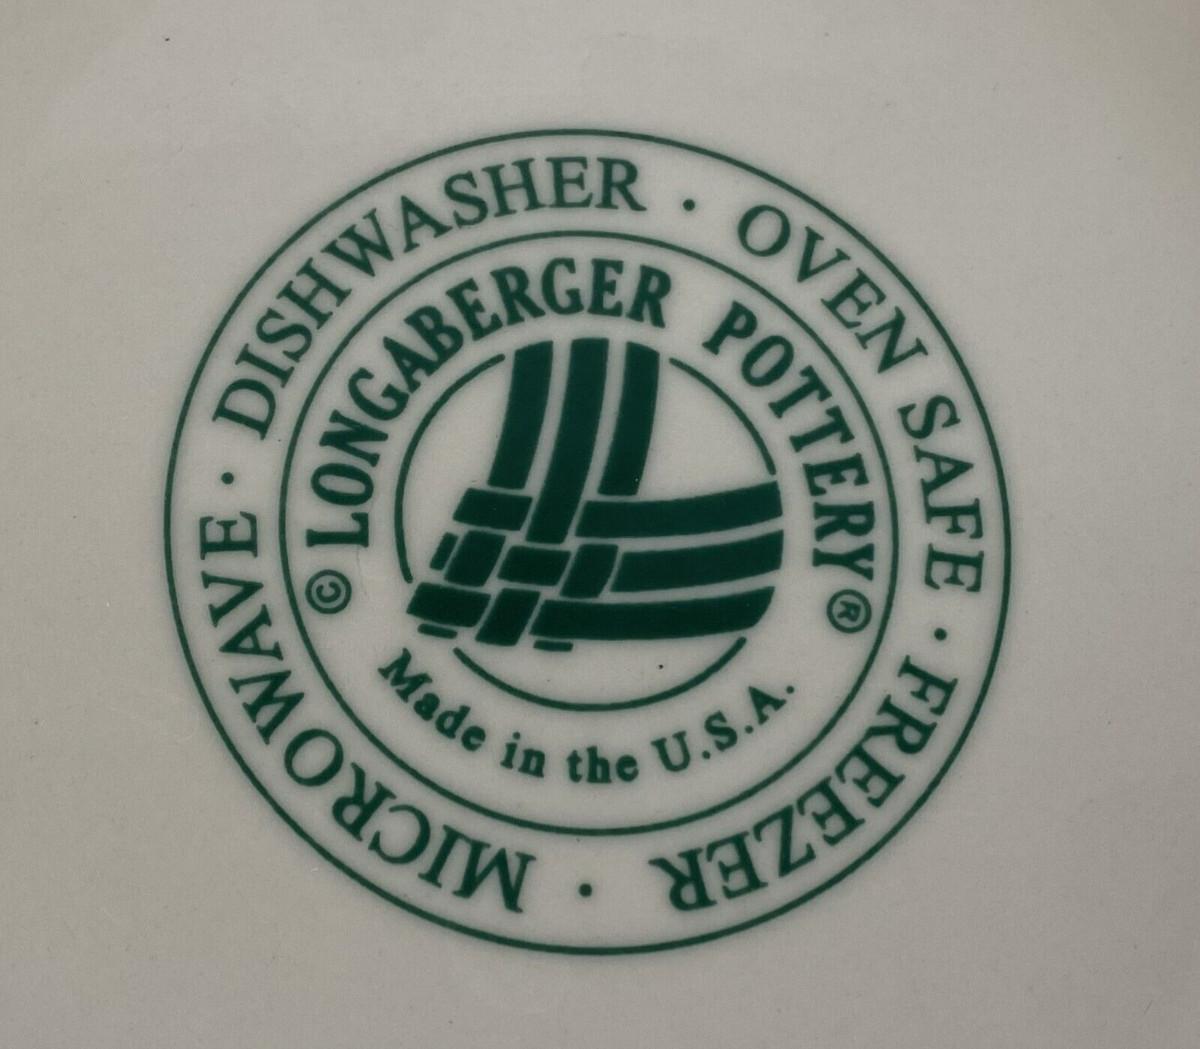 MICROWAVE · DISHWASHER · OVEN SAFE · FREEZER ·
© LONGABERGER POTTERY ®
Made in the U.S.A.